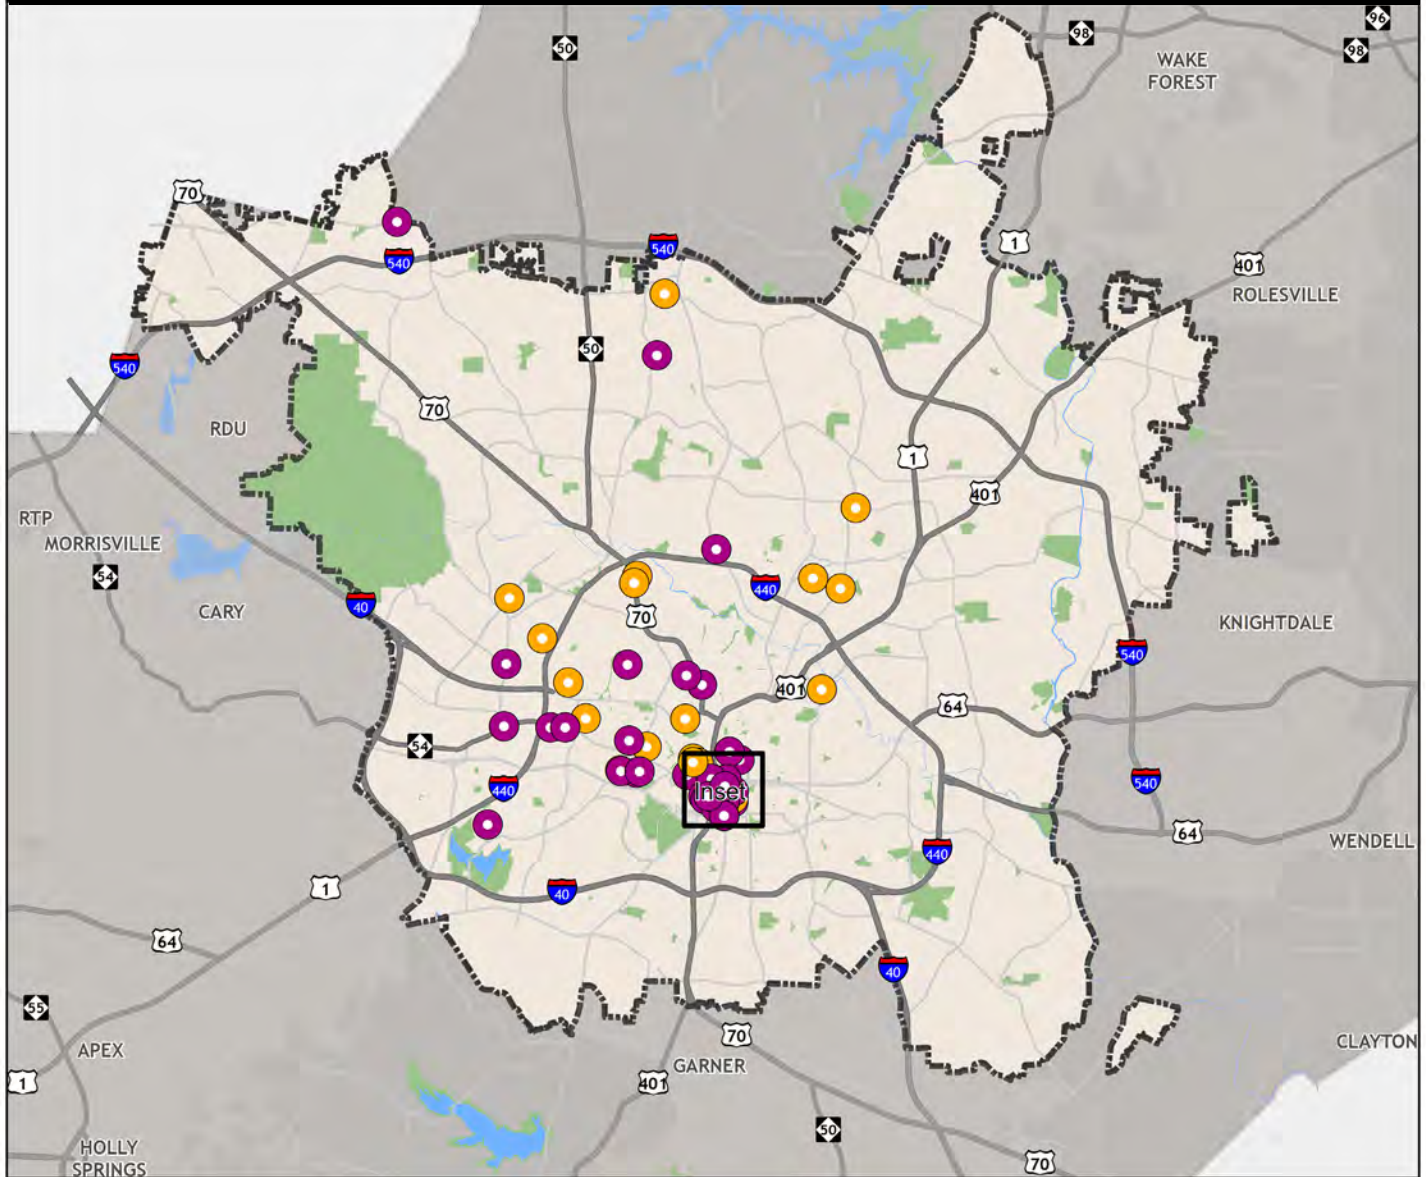 96
98
50
98
WAKE
FOREST
70
1
540
540
401
ROLESVILLE
50
540
70
RDU
1
401
RTP
MORRISVILLE
54
440
40
CARY
70
KNIGHTDALE
540
401
64
54
540
440
Inset
64
WENDELL
440
1
40
64
40
55
70
CLAYTON
APEX
GARNER
1
401
50
HOLLY
SPRINGS
70